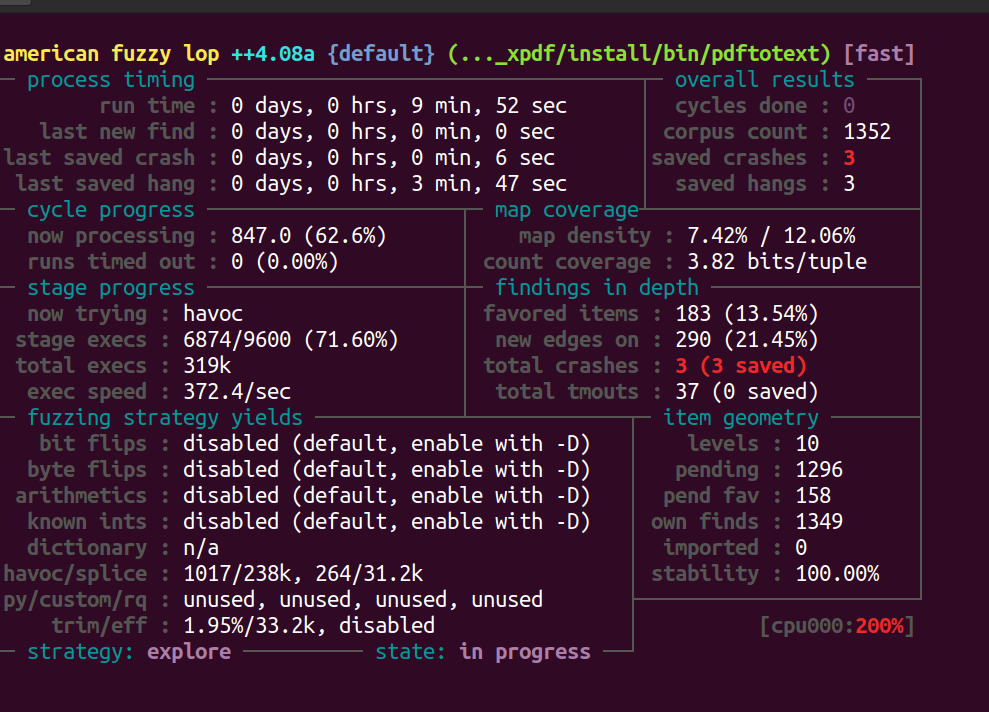 american fuzzy lop ++4.08a {default} (..._xpdf/install/bin/pdftotext) [fast]
process timing overall results
run time : 0 days, 0 hrs, 9 min, 52 sec cycles done : 0
last new find : 0 days, 0 hrs, 0 min, 0 sec corpus count : 1352
last saved crash : 0 days, 0 hrs, 0 min, 6 sec saved crashes : 3
last saved hang : 0 days, 0 hrs, 3 min, 47 sec saved hangs : 3
cycle progress map coverage
now processing : 847.0 (62.6%) map density : 7.42% / 12.06%
runs timed out : 0 (0.00%) count coverage : 3.82 bits/tuple
stage progress findings in depth
now trying : havoc favored items : 183 (13.54%)
stage execs : 6874/9600 (71.60%) new edges on : 290 (21.45%)
total execs : 319k total crashes : 3 (3 saved)
exec speed : 372.4/sec total tmouts : 37 (0 saved)
fuzzing strategy yields item geometry
bit flips : disabled (default, enable with -D) levels : 10
byte flips : disabled (default, enable with -D) pending : 1296
arithmetics : disabled (default, enable with -D) pend fav : 158
known ints : disabled (default, enable with -D) own finds : 1349
dictionary : n/a imported : 0
havoc/splice : 1017/238k, 264/31.2k stability : 100.00%
py/custom/rq : unused, unused, unused, unused
trim/eff : 1.95%/33.2k, disabled [cpu000:200%]
strategy: explore state: in progress